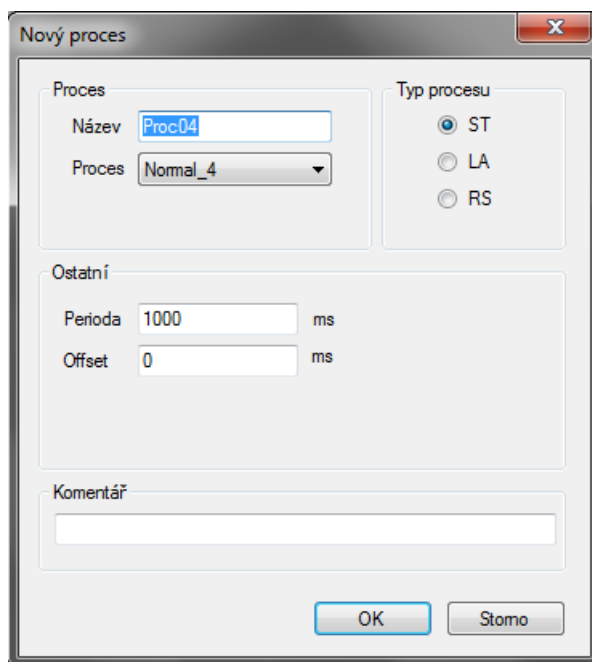 Nový proces
Proces
Název Proc04
Proces Normal_4
Typ procesu
ST
LA
RS
Ostatní
Perioda 1000 ms
Offset 0 ms
Komentář
OK Storno